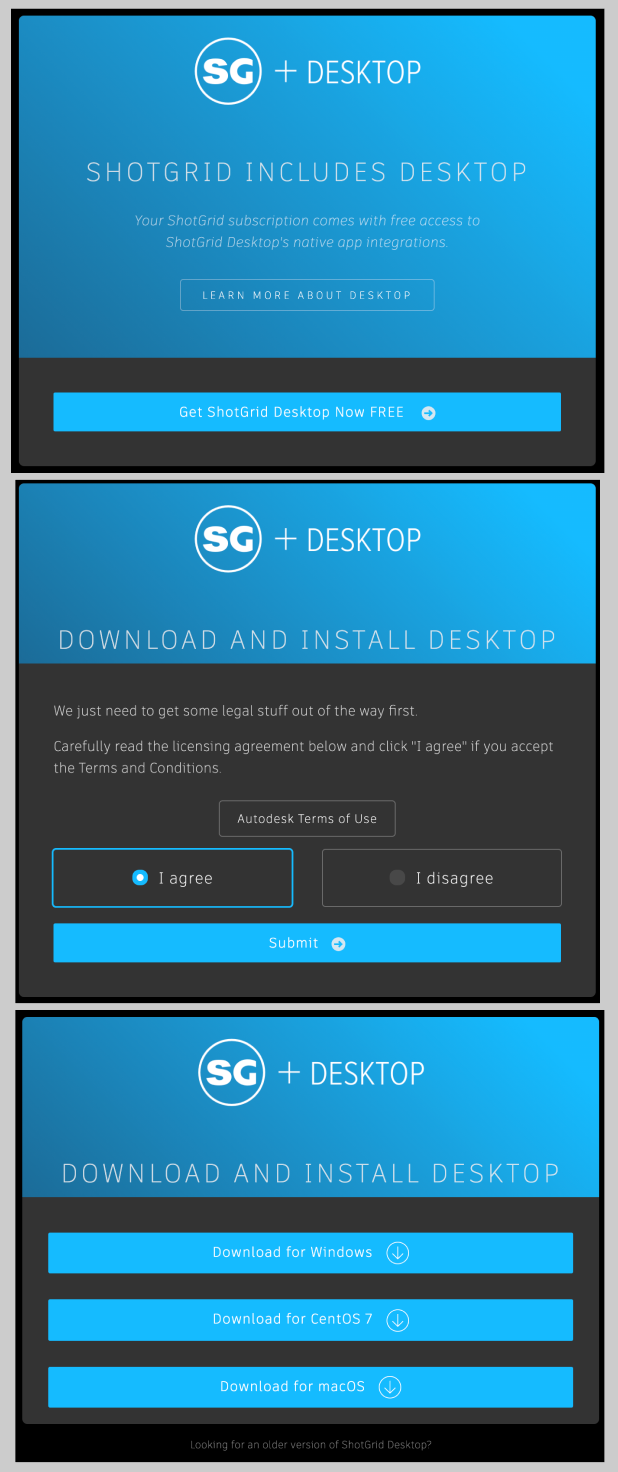 SG + DESKTOP
SHOTGRID INCLUDES DESKTOP
Your ShotGrid subscription comes with free access to
ShotGrid Desktop's native app integrations.
LEARN MORE ABOUT DESKTOP
Get ShotGrid Desktop Now FREE
SG + DESKTOP
DOWNLOAD AND INSTALL DESKTOP
We just need to get some legal stuff out of the way first.
Carefully read the licensing agreement below and click "I agree" if you accept
the Terms and Conditions.
Autodesk Terms of Use
I agree
I disagree
Submit
SG + DESKTOP
DOWNLOAD AND INSTALL DESKTOP
Download for Windows
Download for CentOS 7
Download for macOS
Looking for an older version of ShotGrid Desktop?